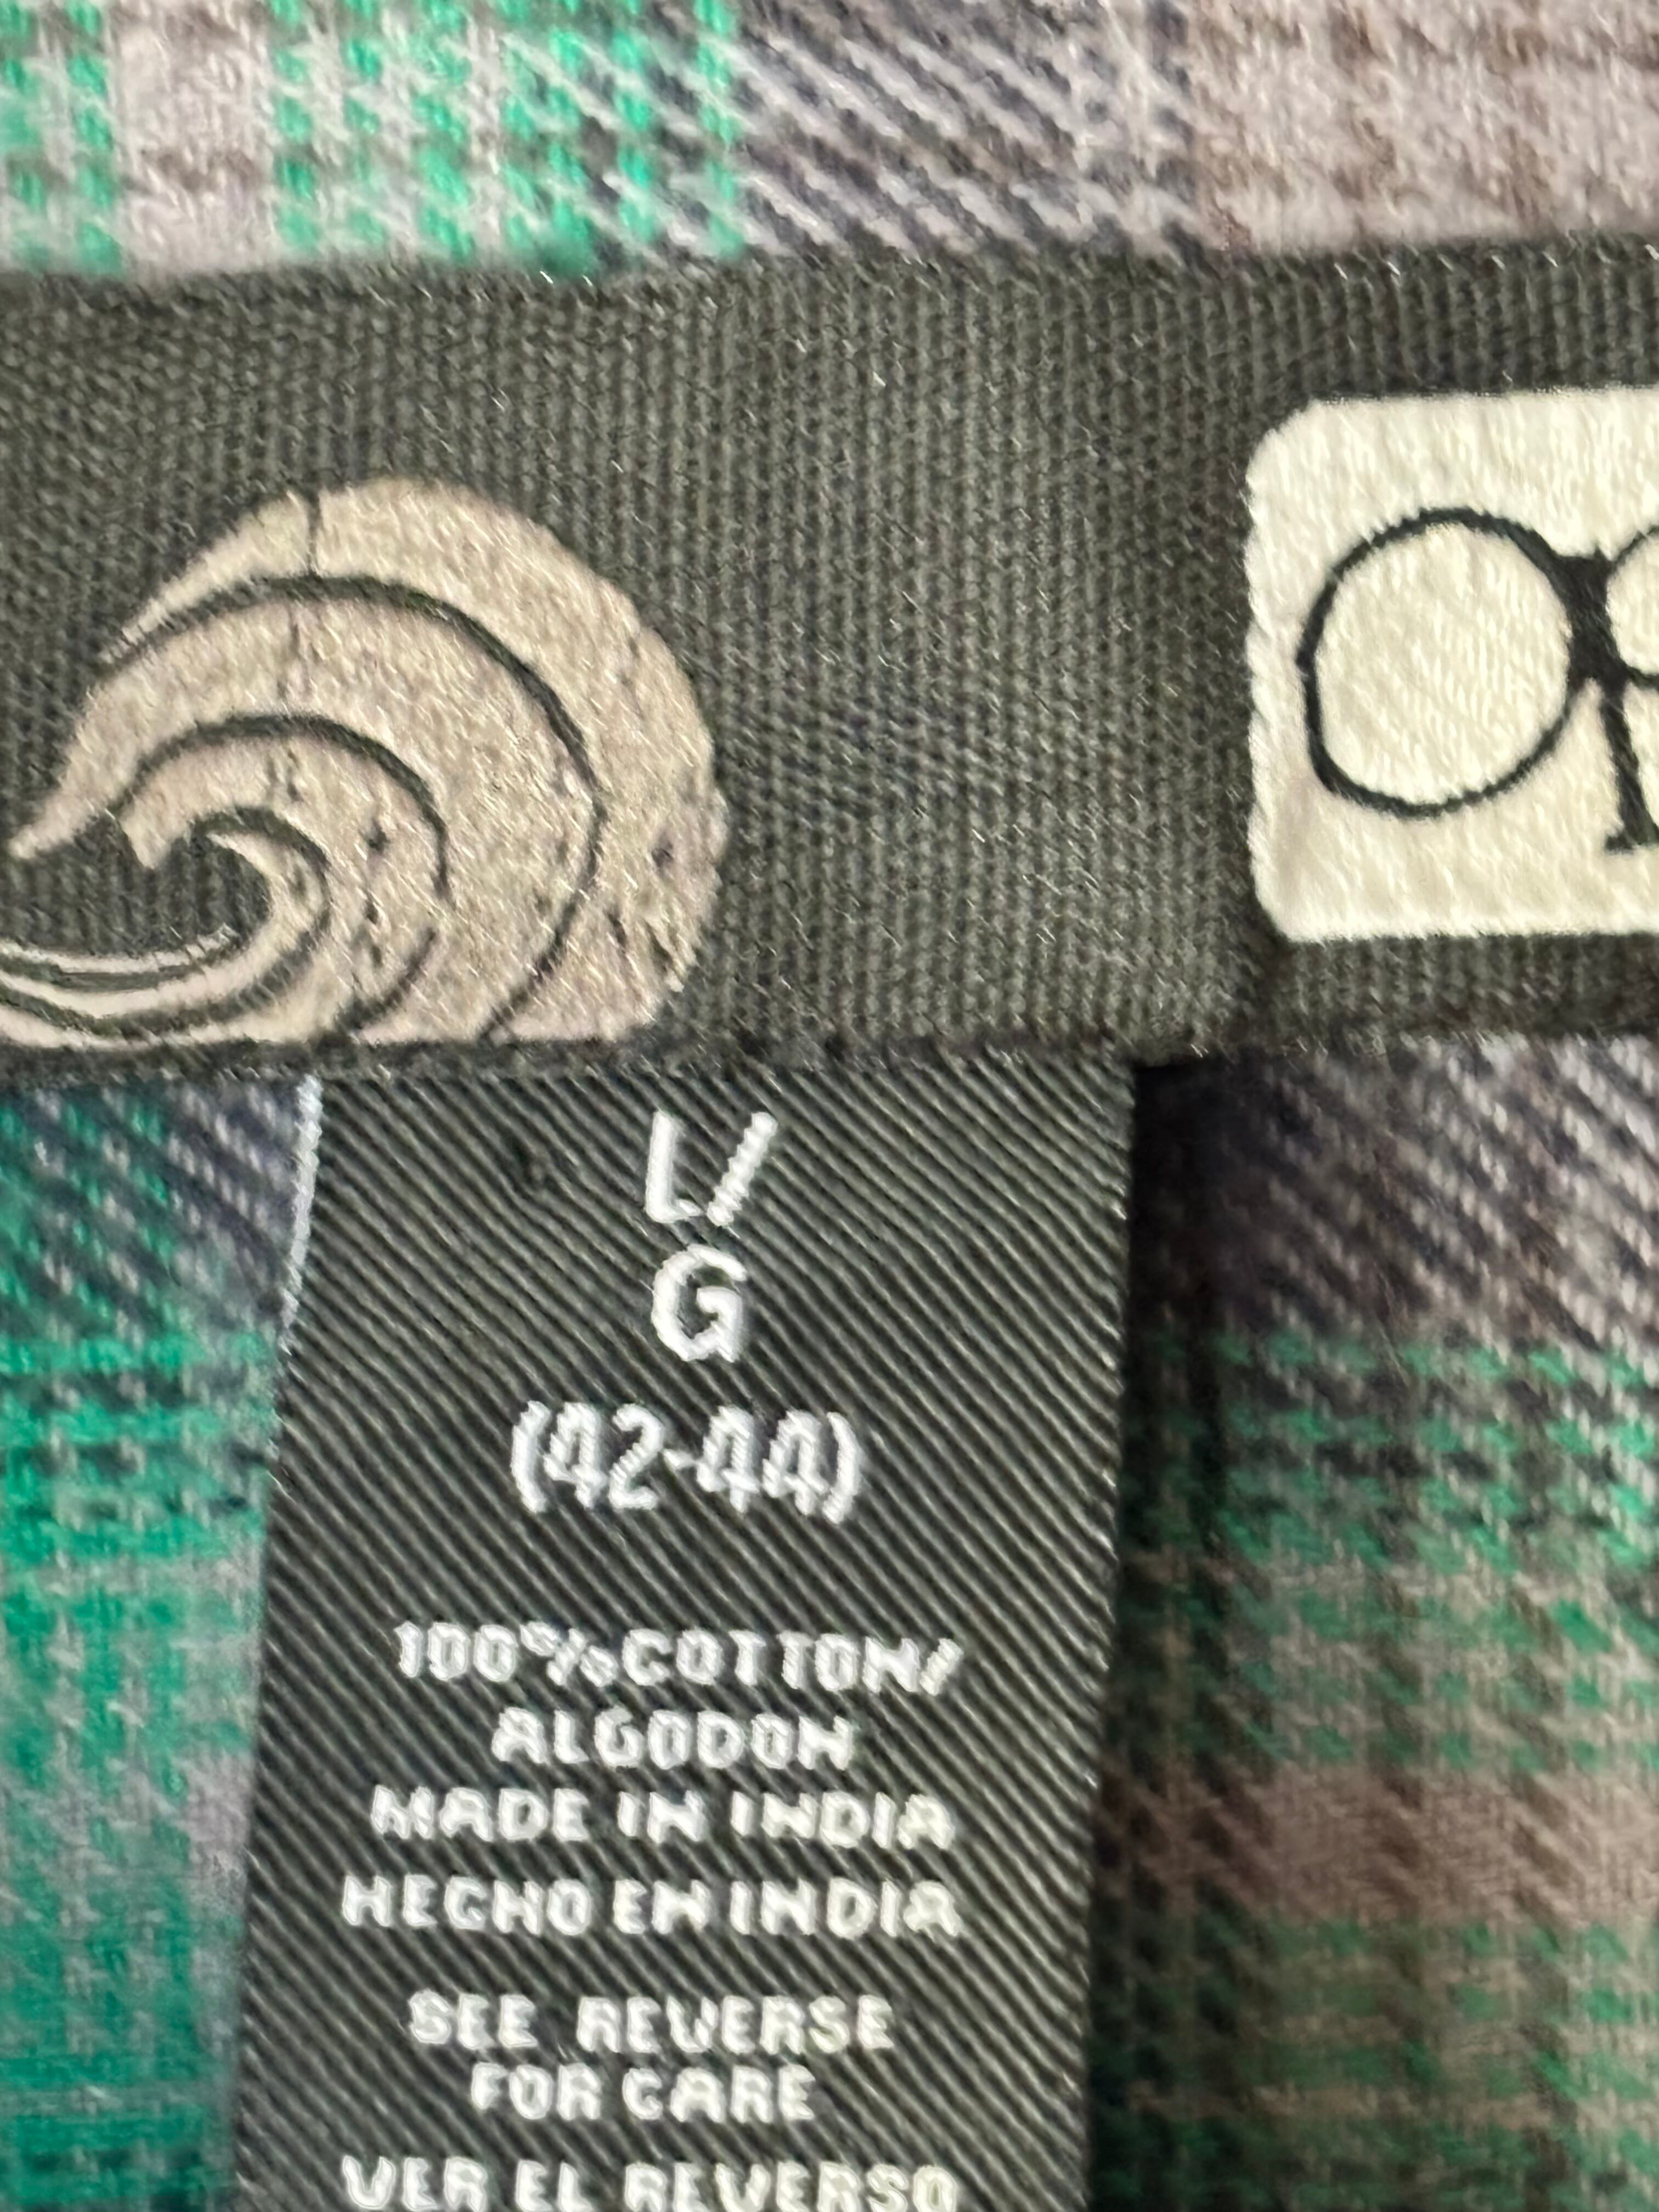 L/
G
(42-44)
100%COTTON/
ALGODON
MADE IN INDIA
HECHO EN INDIA
SEE REVERSE
FOR CARE
VER EL REVERSO